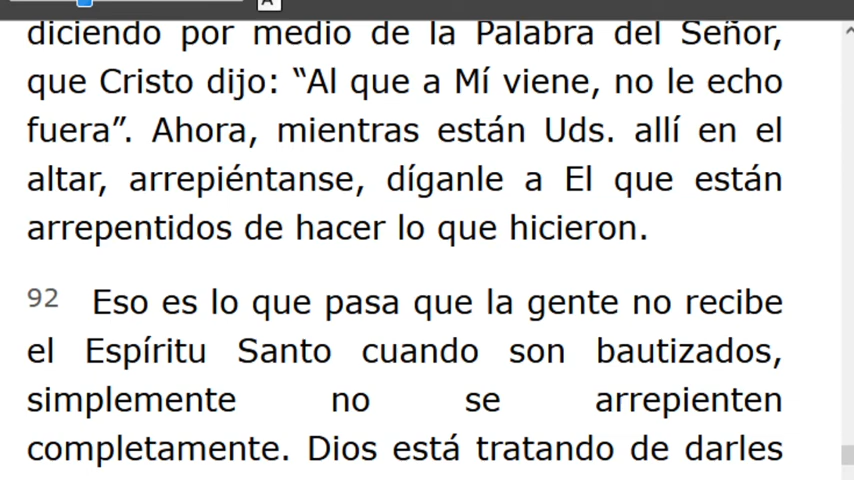 A
diciendo por medio de la Palabra del Señor,
que Cristo dijo: “Al que a Mí viene, no le echo
fuera”. Ahora, mientras están Uds. allí en el
altar, arrepiéntanse, díganle a El que están
arrepentidos de hacer lo que hicieron.
92 Eso es lo que pasa que la gente no recibe
el Espíritu Santo cuando son bautizados,
simplemente no se arrepienten
completamente. Dios está tratando de darles